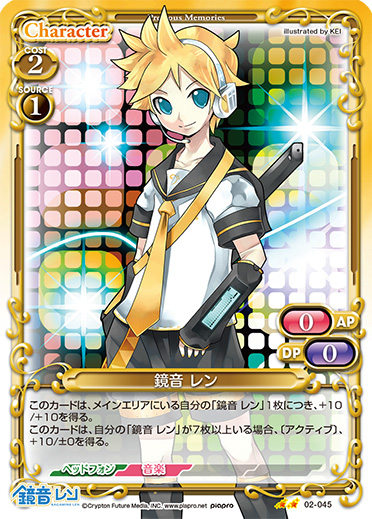 Precious Memories
Character
illustrated by KEI
COST
2
SOURCE
1
0 AP
DP 0
鏡音 レン
このカードは、メインエリアにいる自分の「鏡音 レン」1枚につき、+10
/+10を得る。
このカードは、自分の「鏡音 レン」が7枚以上いる場合、〔アクティブ〕、
+10/±0を得る。
ヘッドフォン 音楽
鏡音レン
KAGAMINE LEN
©Crypton Future Media, INC. www.piapro.net piapro
02-045